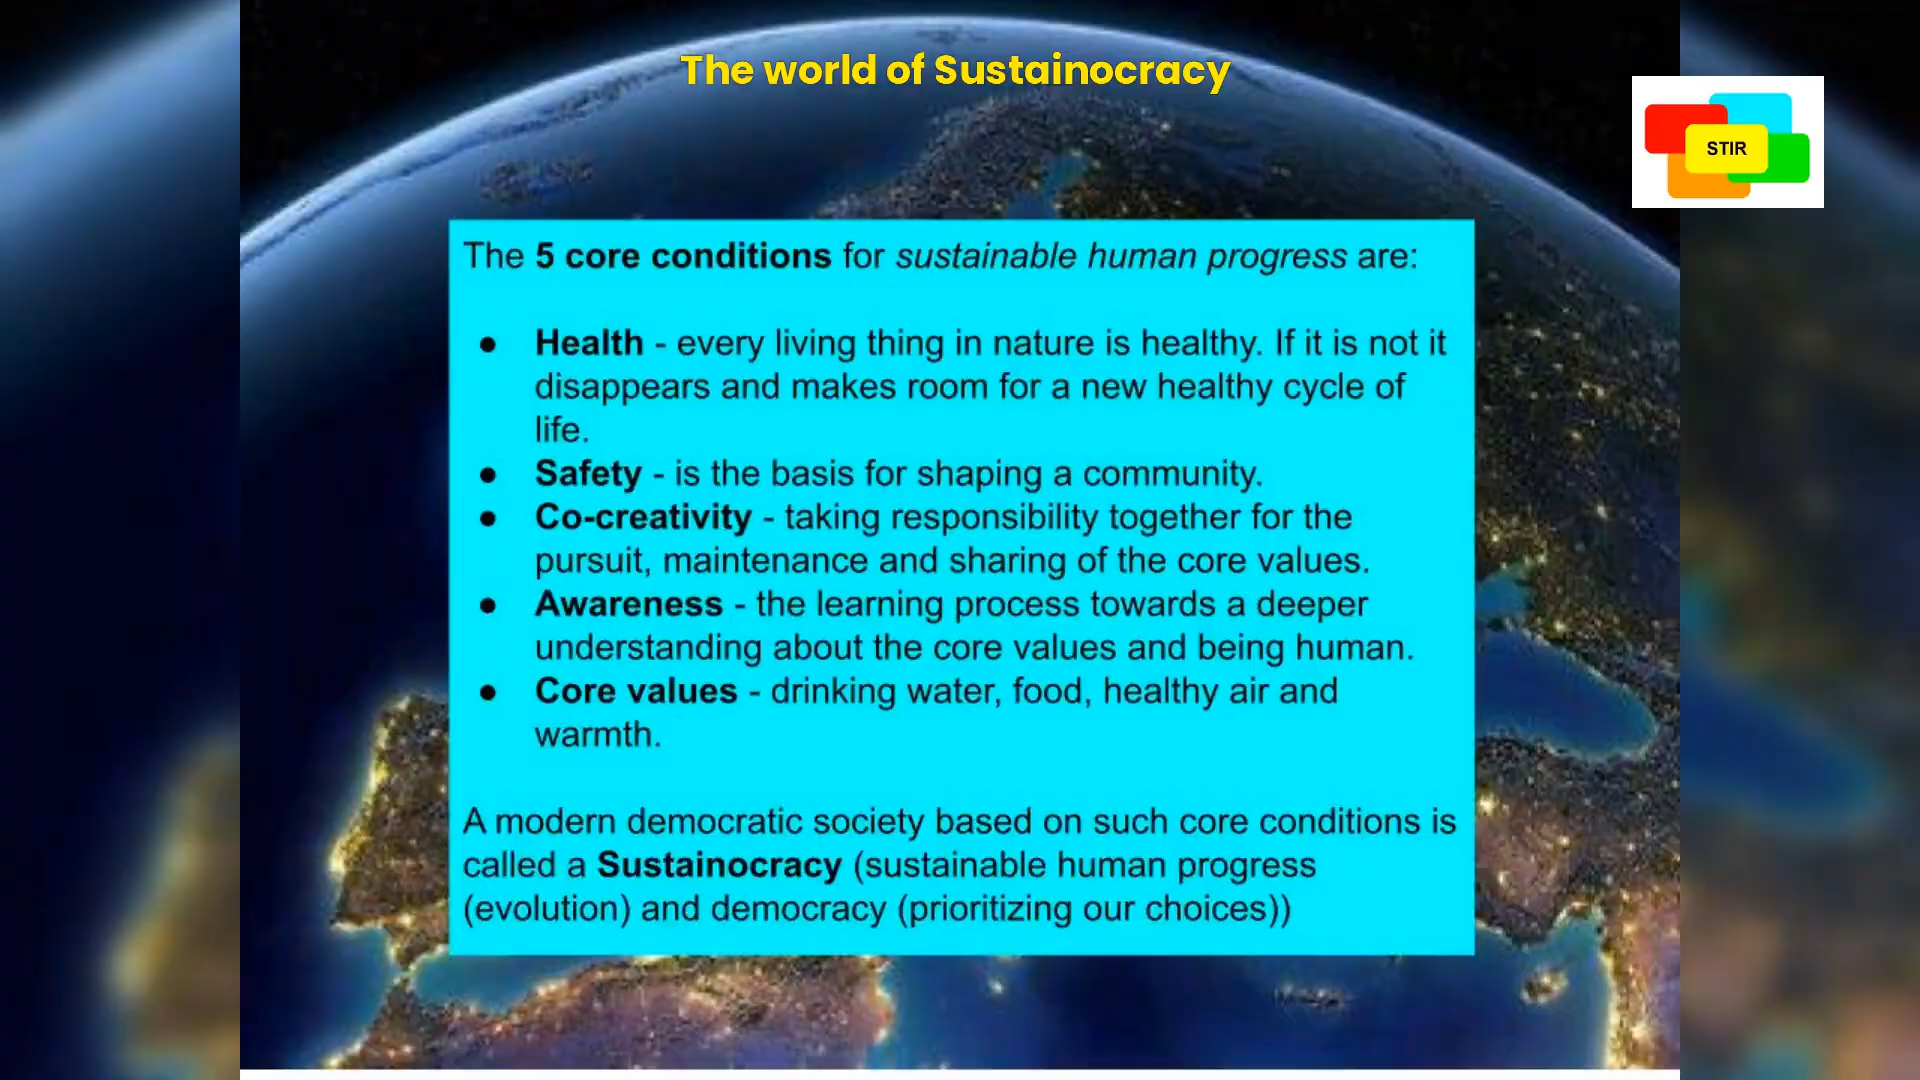 The world of Sustainocracy
STIR
The 5 core conditions for sustainable human progress are:
● Health - every living thing in nature is healthy. If it is not it
disappears and makes room for a new healthy cycle of
life.
● Safety - is the basis for shaping a community.
● Co-creativity - taking responsibility together for the
pursuit, maintenance and sharing of the core values.
● Awareness - the learning process towards a deeper
understanding about the core values and being human.
● Core values - drinking water, food, healthy air and
warmth.
A modern democratic society based on such core conditions is
called a Sustainocracy (sustainable human progress
(evolution) and democracy (prioritizing our choices))